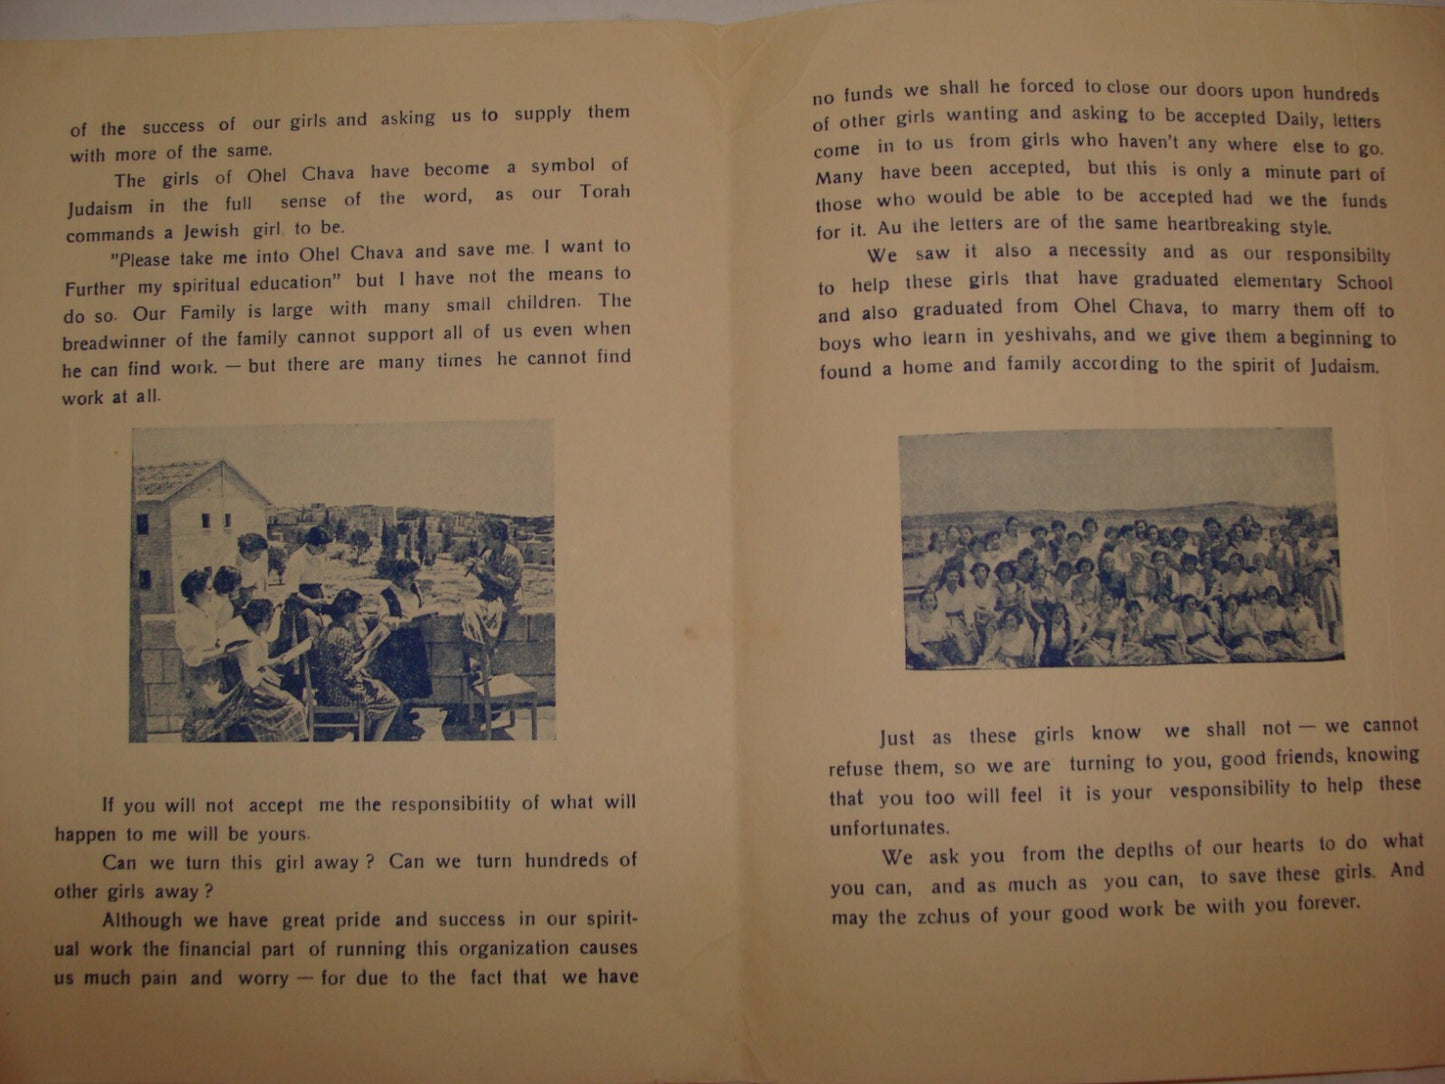 of the success of our girls and asking us to supply them
with more of the same.
The girls of Ohel Chava have become a symbol of
Judaism in the full sense of the word, as our Torah
commands a Jewish girl to be.
"Please take me into Ohel Chava and save me. I want to
Further my spiritual education" but I have not the means to
do so. Our Family is large with many small children. The
breadwinner of the family cannot support all of us even when
he can find work. — but there are many times he cannot find
work at all.
If you will not accept me the responsibitity of what will
happen to me will be yours.
Can we turn this girl away ? Can we turn hundreds of
other girls away ?
Although we have great pride and success in our spirit-
ual work the financial part of running this organization causes
us much pain and worry — for due to the fact that we have
no funds we shall he forced to close our doors upon hundreds
of other girls wanting and asking to be accepted Daily, letters
come in to us from girls who haven't any where else to go.
Many have been accepted, but this is only a minute part of
those who would be able to be accepted had we the funds
for it. Au the letters are of the same heartbreaking style.
We saw it also a necessity and as our responsibilty
to help these girls that have graduated elementary School
and also graduated from Ohel Chava, to marry them off to
boys who learn in yeshivahs, and we give them a beginning to
found a home and family according to the spirit of Judaism.
Just as these girls know we shall not — we cannot
refuse them, so we are turning to you, good friends, knowing
that you too will feel it is your vesponsibility to help these
unfortunates.
We ask you from the depths of our hearts to do what
you can, and as much as you can, to save these girls. And
may the zchus of your good work be with you forever.